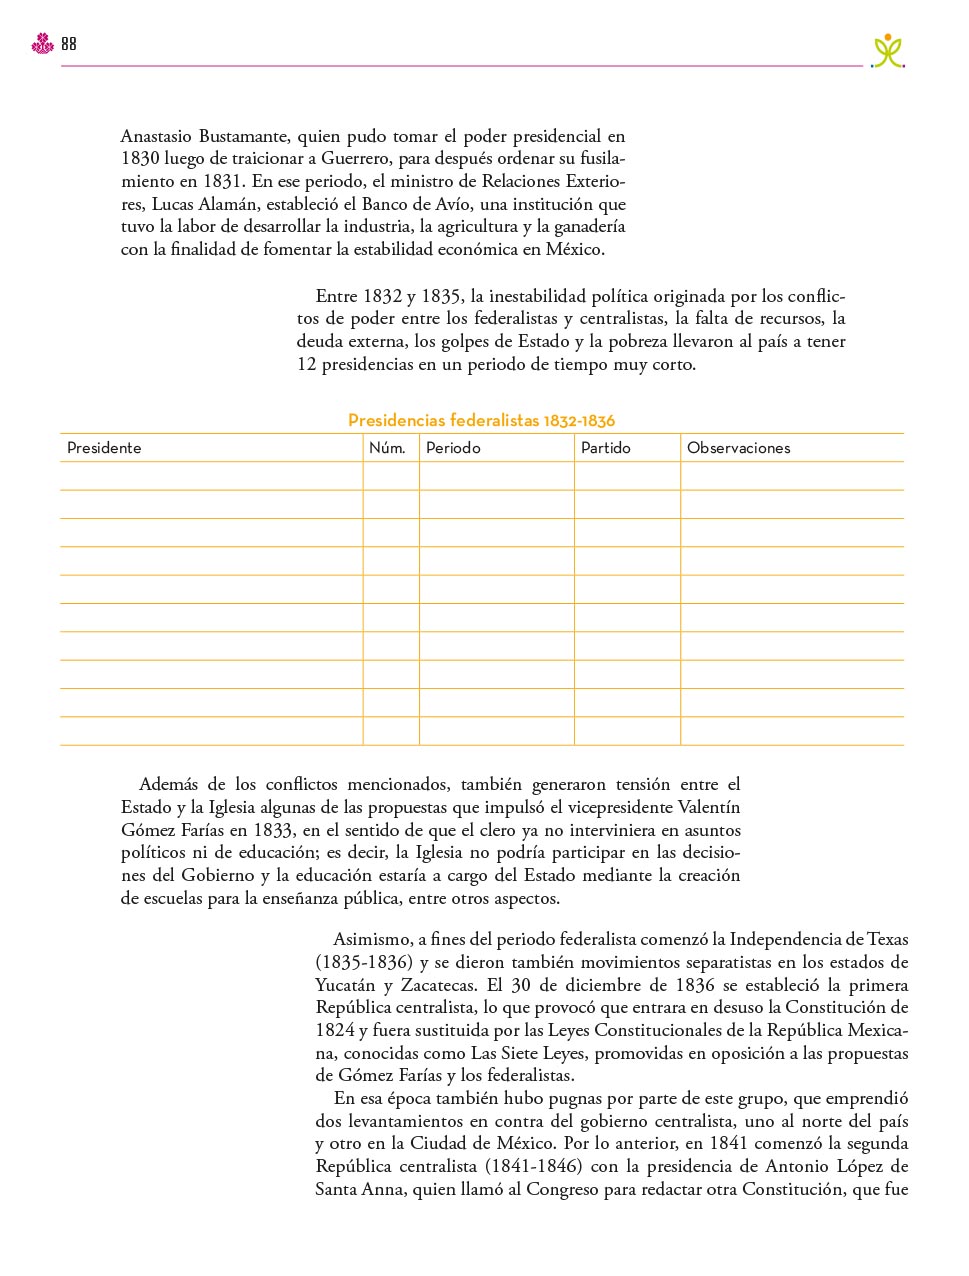 88
Anastasio Bustamante, quien pudo tomar el poder presidencial en
1830 luego de traicionar a Guerrero, para después ordenar su fusila-
miento en 1831. En ese periodo, el ministro de Relaciones Exterio-
res, Lucas Alamán, estableció el Banco de Avío, una institución que
tuvo la labor de desarrollar la industria, la agricultura y la ganadería
con la finalidad de fomentar la estabilidad económica en México.
Entre 1832 y 1835, la inestabilidad política originada por los conflic-
tos de poder entre los federalistas y centralistas, la falta de recursos, la
deuda externa, los golpes de Estado y la pobreza llevaron al país a tener
12 presidencias en un periodo de tiempo muy corto.
Presidencias federalistas 1832-1836
Presidente Núm. Periodo Partido Observaciones
Además de los conflictos mencionados, también generaron tensión entre el
Estado y la Iglesia algunas de las propuestas que impulsó el vicepresidente Valentín
Gómez Farías en 1833, en el sentido de que el clero ya no interviniera en asuntos
políticos ni de educación; es decir, la Iglesia no podría participar en las decisio-
nes del Gobierno y la educación estaría a cargo del Estado mediante la creación
de escuelas para la enseñanza pública, entre otros aspectos.
Asimismo, a fines del periodo federalista comenzó la Independencia de Texas
(1835-1836) y se dieron también movimientos separatistas en los estados de
Yucatán y Zacatecas. El 30 de diciembre de 1836 se estableció la primera
República centralista, lo que provocó que entrara en desuso la Constitución de
1824 y fuera sustituida por las Leyes Constitucionales de la República Mexica-
na, conocidas como Las Siete Leyes, promovidas en oposición a las propuestas
de Gómez Farías y los federalistas.
En esa época también hubo pugnas por parte de este grupo, que emprendió
dos levantamientos en contra del gobierno centralista, uno al norte del país
y otro en la Ciudad de México. Por lo anterior, en 1841 comenzó la segunda
República centralista (1841-1846) con la presidencia de Antonio López de
Santa Anna, quien llamó al Congreso para redactar otra Constitución, que fue